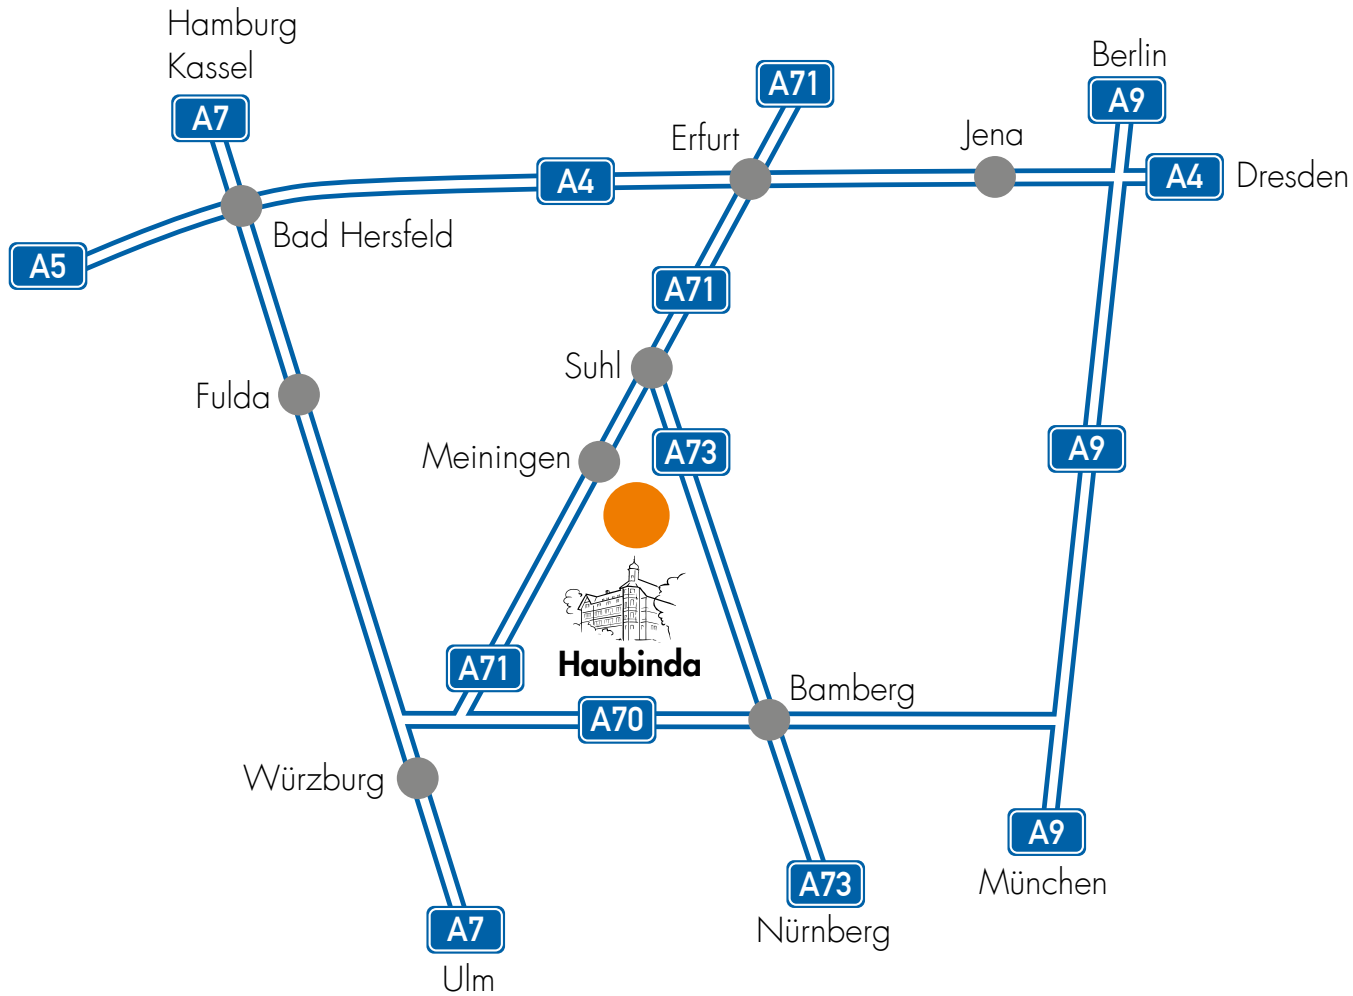 Hamburg
Kassel
Berlin
A71
A9
A7
Erfurt
Jena
A4
A4
Dresden
Bad Hersfeld
A5
A71
Suhl
Fulda
Meiningen
A73
A9
Haubinda
A71
Bamberg
A70
Würzburg
A9
München
A73
Nürnberg
A7
Ulm